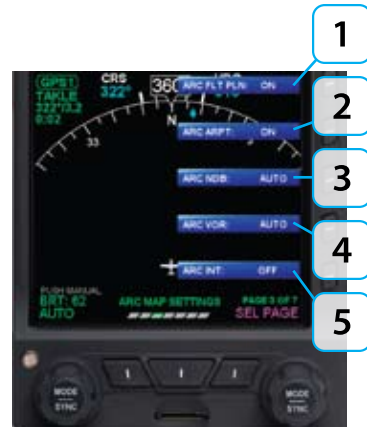 1
2
3
4
5
GPS1
TAKLE
322°/3.2
0:02
CRS
322°
360
N
33
ARC FLT PLN: ON
ARC ARPT: ON
ARC NDB: AUTO
ARC VOR: AUTO
ARC INT: OFF
PUSH MANUAL
BRT: 62
AUTO
ARC MAP SETTINGS
PAGE 3 OF 7
SEL PAGE
MODE
SYNC
MODE
SYNC